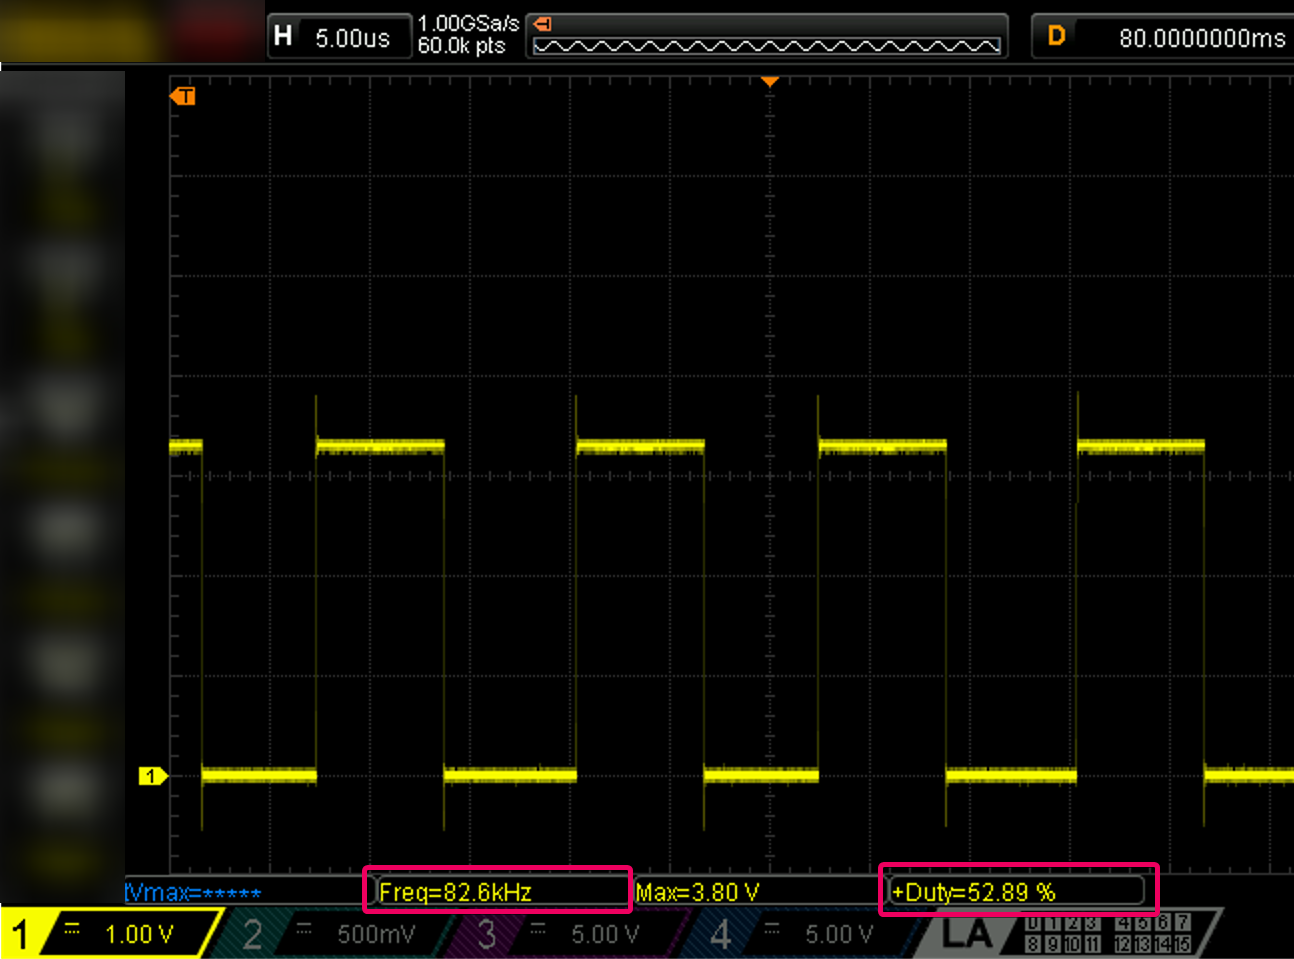 H 5.00us 1.00GSa/s D 80.0000000ms
60.0k pts
T
1
Vmax=***** Freq=82.6kHz Max=3.80 V +Duty=52.89 %
1 1.00 V 2 500mV 3 5.00 V 4 5.00 V LA 0 1 2 3 4 5 6 7
8 9 10 11 12 13 14 15